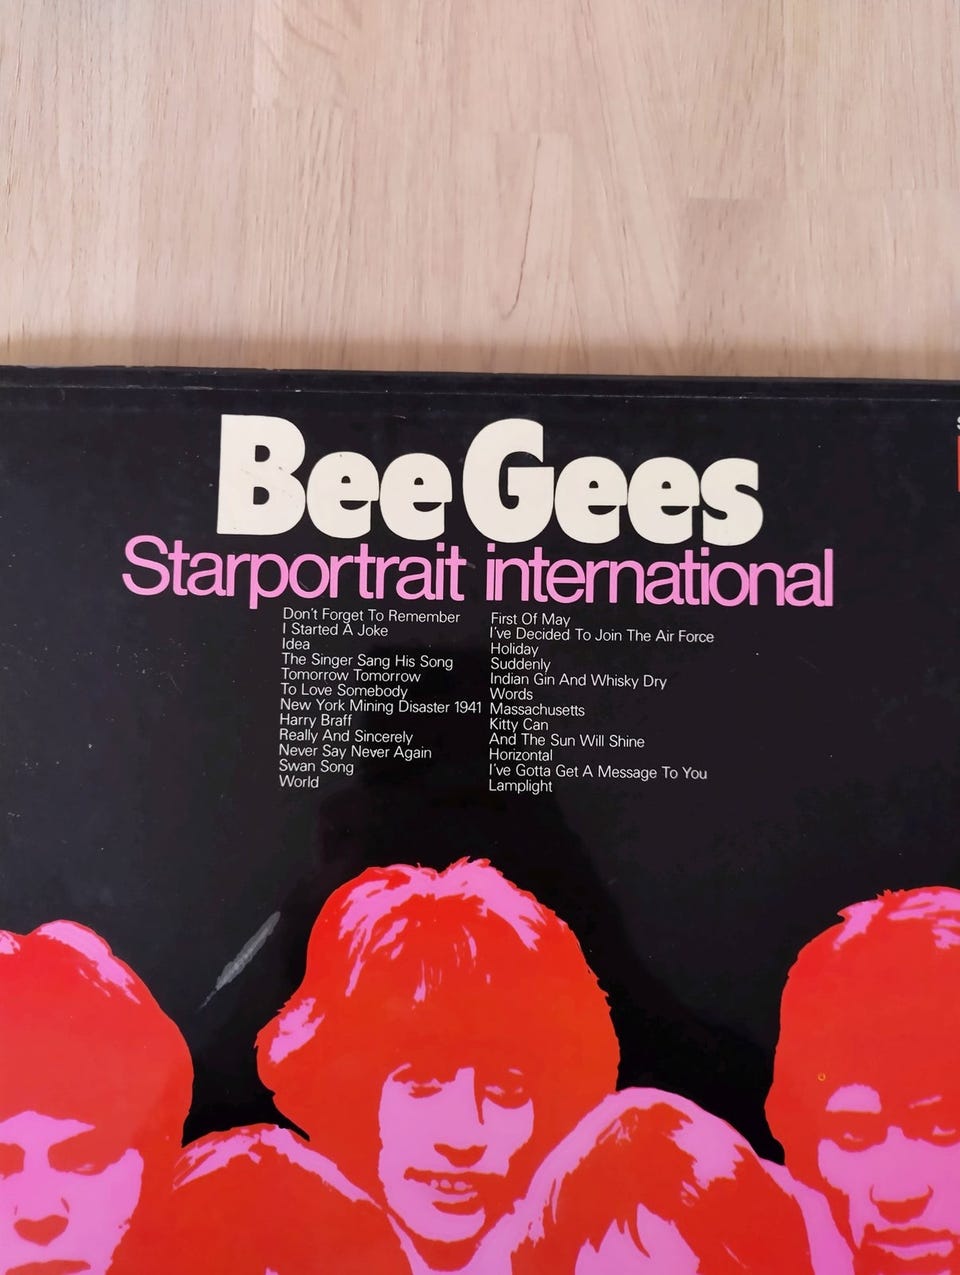 Bee Gees
Starportrait international
Don't Forget To Remember
I Started A Joke
Idea
The Singer Sang His Song
Tomorrow Tomorrow
To Love Somebody
New York Mining Disaster 1941
Harry Braff
Really And Sincerely
Never Say Never Again
Swan Song
World
First Of May
I've Decided To Join The Air Force
Holiday
Suddenly
Indian Gin And Whisky Dry
Words
Massachusetts
Kitty Can
And The Sun Will Shine
Horizontal
I've Gotta Get A Message To You
Lamplight